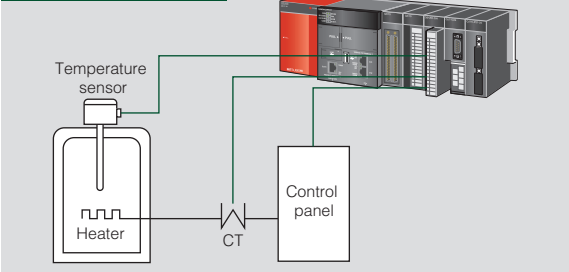 Temperature
sensor
Heater
CT
Control
panel